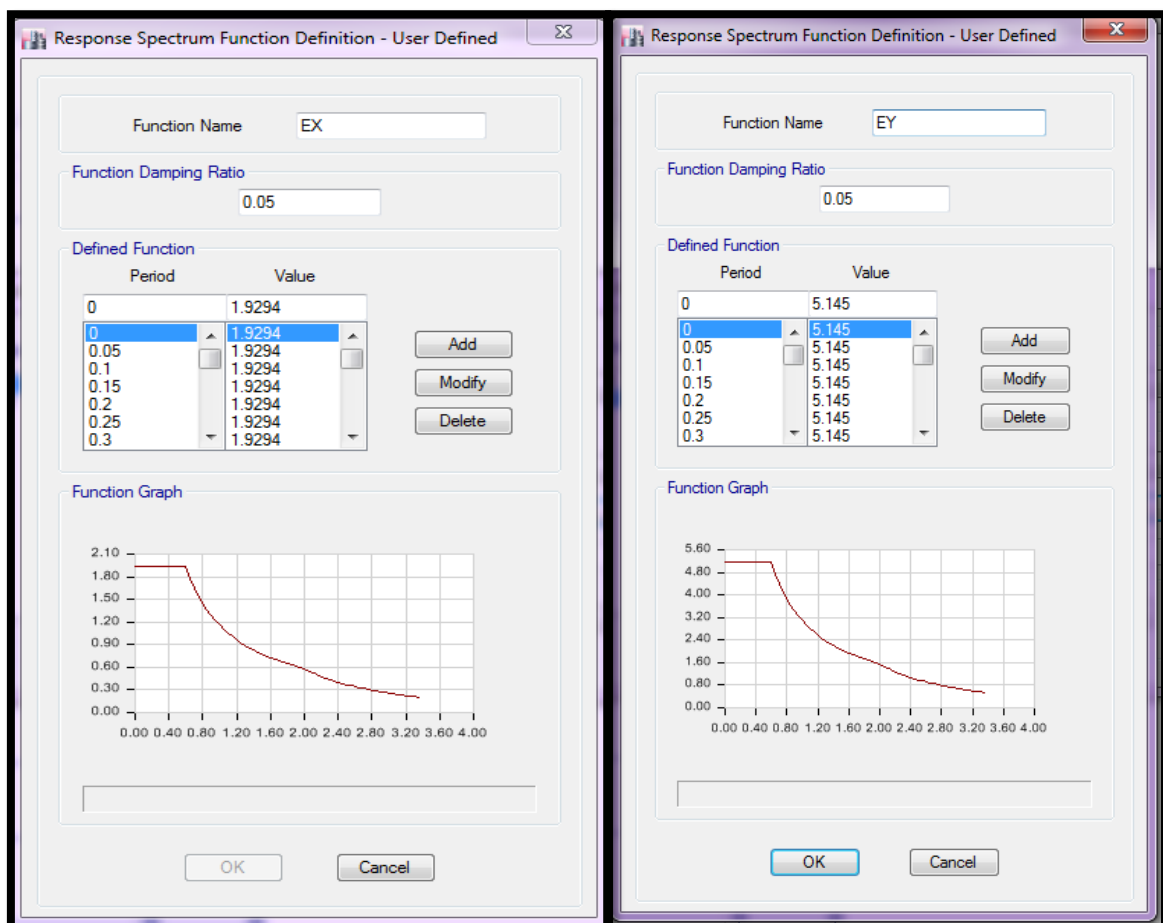 Response Spectrum Function Definition - User Defined
Function Name EX
Function Damping Ratio
0.05
Defined Function
Period Value
0 1.9294
0 1.9294
0.05 1.9294
0.1 1.9294
0.15 1.9294
0.2 1.9294
0.25 1.9294
0.3 1.9294
Add
Modify
Delete
Function Graph
2.10
1.80
1.50
1.20
0.90
0.60
0.30
0.00
0.00 0.40 0.80 1.20 1.60 2.00 2.40 2.80 3.20 3.60 4.00
OK Cancel
Response Spectrum Function Definition - User Defined
Function Name EY
Function Damping Ratio
0.05
Defined Function
Period Value
0 5.145
0 5.145
0.05 5.145
0.1 5.145
0.15 5.145
0.2 5.145
0.25 5.145
0.3 5.145
Add
Modify
Delete
Function Graph
5.60
4.80
4.00
3.20
2.40
1.60
0.80
0.00
0.00 0.40 0.80 1.20 1.60 2.00 2.40 2.80 3.20 3.60 4.00
OK Cancel